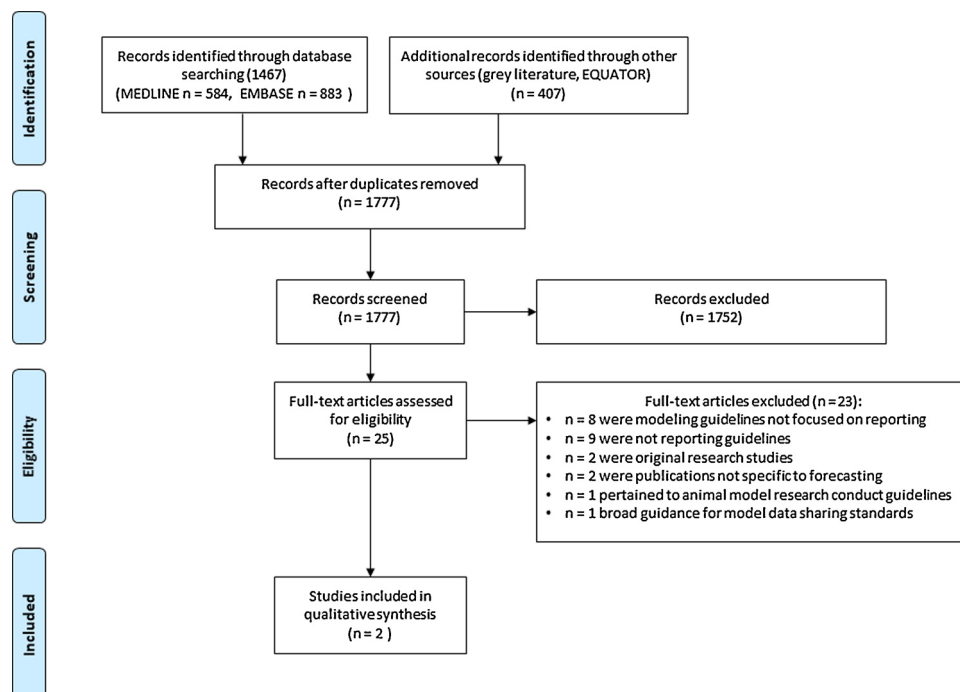 Identification
Records identified through database
searching (1467)
(MEDLINE n = 584, EMBASE n = 883 )
Additional records identified through other
sources (grey literature, EQUATOR)
(n = 407)
Records after duplicates removed
(n = 1777)
Screening
Records screened
(n = 1777)
Records excluded
(n = 1752)
Eligibility
Full-text articles assessed
for eligibility
(n = 25)
Full-text articles excluded (n = 23):
• n = 8 were modeling guidelines not focused on reporting
• n = 9 were not reporting guidelines
• n = 2 were original research studies
• n = 2 were publications not specific to forecasting
• n = 1 pertained to animal model research conduct guidelines
• n = 1 broad guidance for model data sharing standards
Included
Studies included in
qualitative synthesis
(n = 2 )